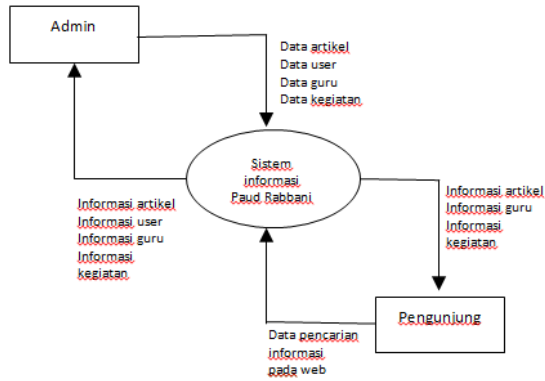 Admin
Data artikel
Data user
Data guru
Data kegiatan
Sistem
informasi
Paud Rabbani
Informasi artikel
Informasi user
Informasi guru
Informasi
kegiatan
Informasi artikel
Informasi guru
Informasi
kegiatan
Pengunjung
Data pencarian
informasi
pada web